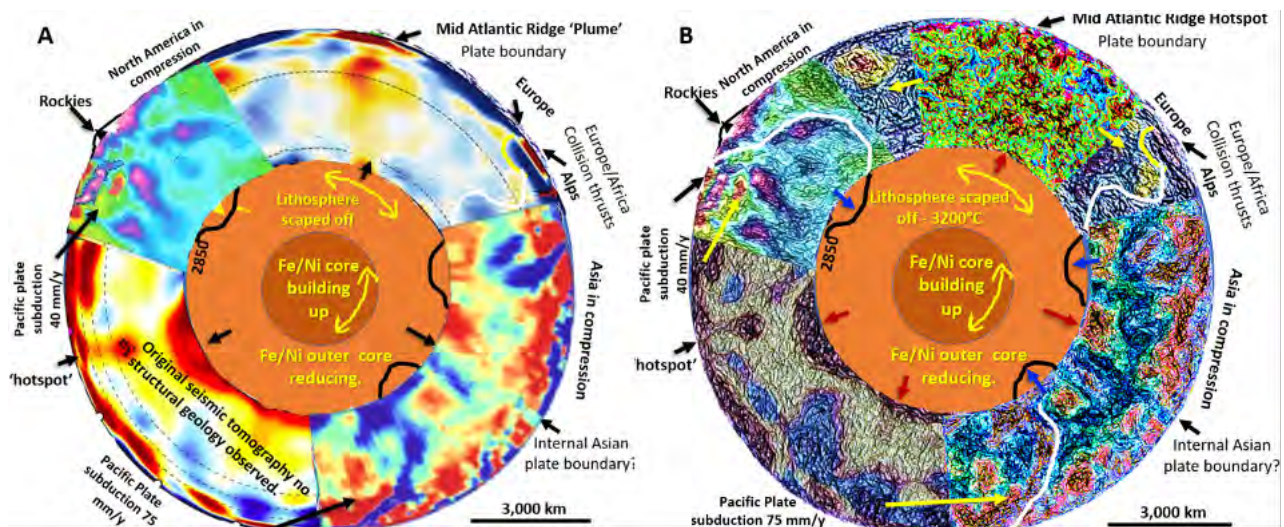 A
Mid Atlantic Ridge 'Plume'
Plate boundary
North America in
compression
Rockies
Europe
Alps
Europe/Africa
Collision thrusts
Lithosphere
scaped off
2850
Fe/Ni core
building
up
Fe/Ni outer core
reducing.
Pacific plate
subduction
40 mm/y
'hotspot'
Original seismic tomography no
structural geology observed.
Asia in compression
Internal Asian
plate boundary?
Pacific Plate
subduction 75
mm/y
3,000 km
B
Mid Atlantic Ridge Hotspot
Plate boundary
North America in
compression
Rockies
Europe
Alps
Europe/Africa
Collision thrusts
Lithosphere scaped
off - 3200°C
2850
Fe/Ni core
building
up
Fe/Ni outer core
reducing.
Pacific plate
subduction
40 mm/y
'hotspot'
Asia in compression
Internal Asian
plate boundary?
Pacific Plate
subduction 75 mm/y
3,000 km